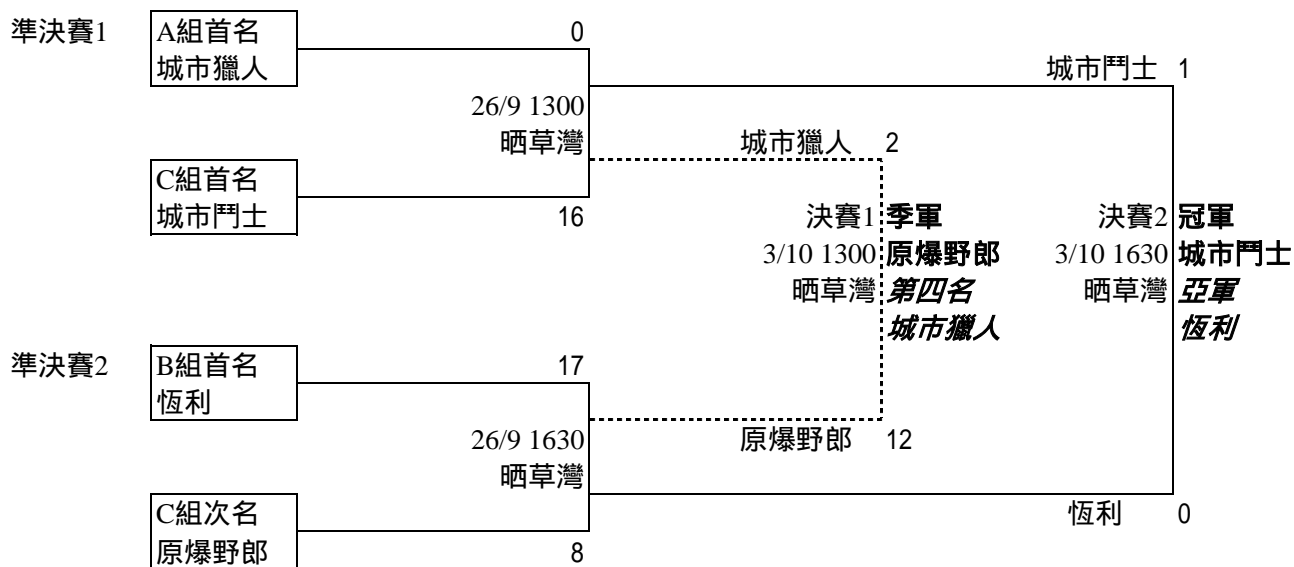 準決賽1
A組首名
城市獵人
0
城市鬥士 1
26/9 1300
晒草灣
城市獵人 2
C組首名
城市鬥士
16
決賽1
3/10 1300
晒草灣
季軍
原爆野郎
第四名
城市獵人
決賽2
3/10 1630
晒草灣
冠軍
城市鬥士
亞軍
恆利
準決賽2
B組首名
恆利
17
26/9 1630
晒草灣
原爆野郎 12
C組次名
原爆野郎
8
恆利 0